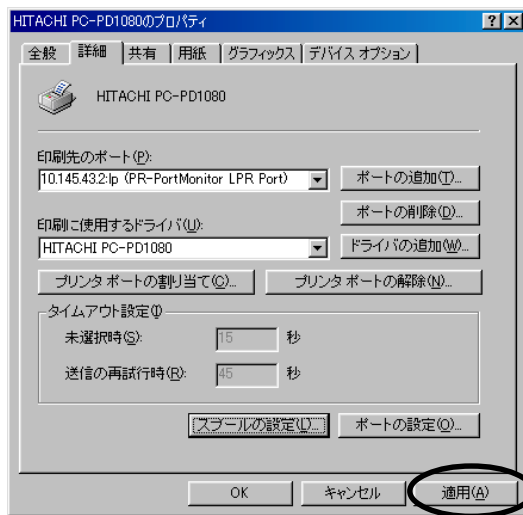 HITACHI PC-PD1080のプロパティ
全般 詳細 共有 用紙 グラフィックス デバイス オプション
HITACHI PC-PD1080
印刷先のポート(P):
10.145.43.2:lp (PR-PortMonitor LPR Port) ポートの追加(T)...
ポートの削除(D)...
印刷に使用するドライバ(U):
HITACHI PC-PD1080 ドライバの追加(W)...
プリンタ ポートの割り当て(C)... プリンタ ポートの解除(N)...
タイムアウト設定①
未選択時(S): 15 秒
送信の再試行時(R): 45 秒
スプールの設定(L)... ポートの設定(O)...
OK キャンセル 適用(A)